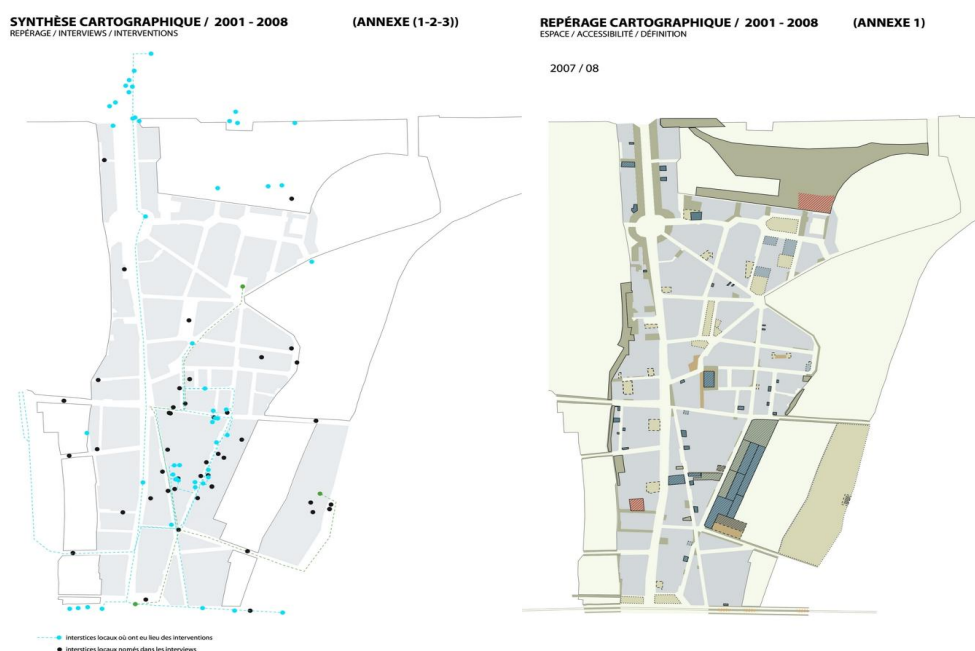 SYNTHÈSE CARTOGRAPHIQUE / 2001 - 2008 (ANNEXE (1-2-3))
REPÉRAGE / INTERVIEWS / INTERVENTIONS
interstices locaux où ont eu lieu des interventions
interstices locaux només dans les interviews
REPÉRAGE CARTOGRAPHIQUE / 2001 - 2008 (ANNEXE 1)
ESPACE / ACCESSIBILITÉ / DÉFINITION
2007 / 08